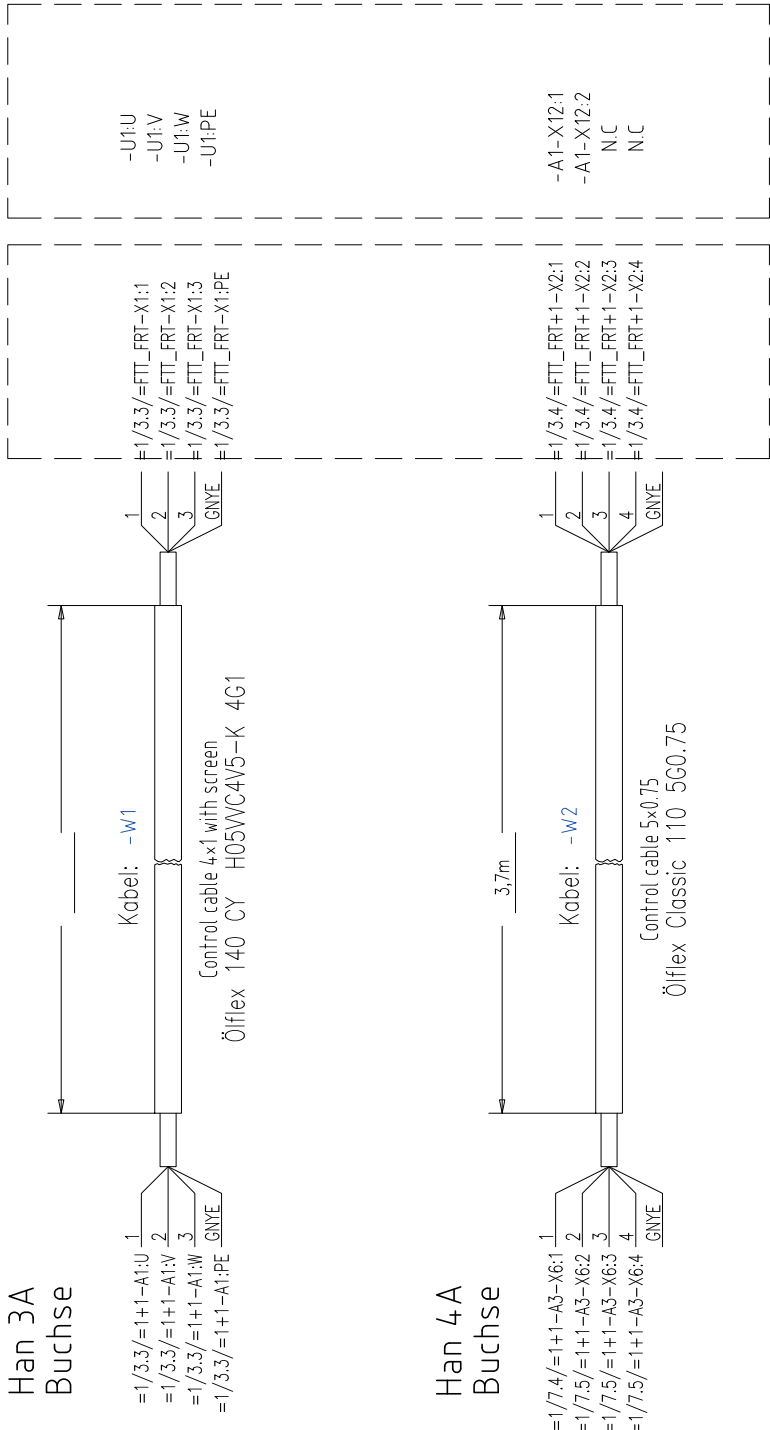 Han 3A
Buchse
=1/3.3/=1+1-A1:U
=1/3.3/=1+1-A1:V
=1/3.3/=1+1-A1:W
=1/3.3/=1+1-A1:PE
1
2
3
GNYE
Kabel: -W1
Control cable 4x1 with screen
Ölflex 140 CY H05VVC4V5-K 4G1
1
2
3
GNYE
=1/3.3/=FTT_FRT-X1:1
=1/3.3/=FTT_FRT-X1:2
=1/3.3/=FTT_FRT-X1:3
=1/3.3/=FTT_FRT-X1:PE
-U1:U
-U1:V
-U1:W
-U1:PE
Han 4A
Buchse
=1/7.4/=1+1-A3-X6:1
=1/7.5/=1+1-A3-X6:2
=1/7.5/=1+1-A3-X6:3
=1/7.5/=1+1-A3-X6:4
1
2
3
4
GNYE
3,7m
Kabel: -W2
Control cable 5x0.75
Ölflex Classic 110 5G0.75
1
2
3
4
GNYE
=1/3.4/=FTT_FRT+1-X2:1
=1/3.4/=FTT_FRT+1-X2:2
=1/3.4/=FTT_FRT+1-X2:3
=1/3.4/=FTT_FRT+1-X2:4
-A1-X12:1
-A1-X12:2
N.C
N.C